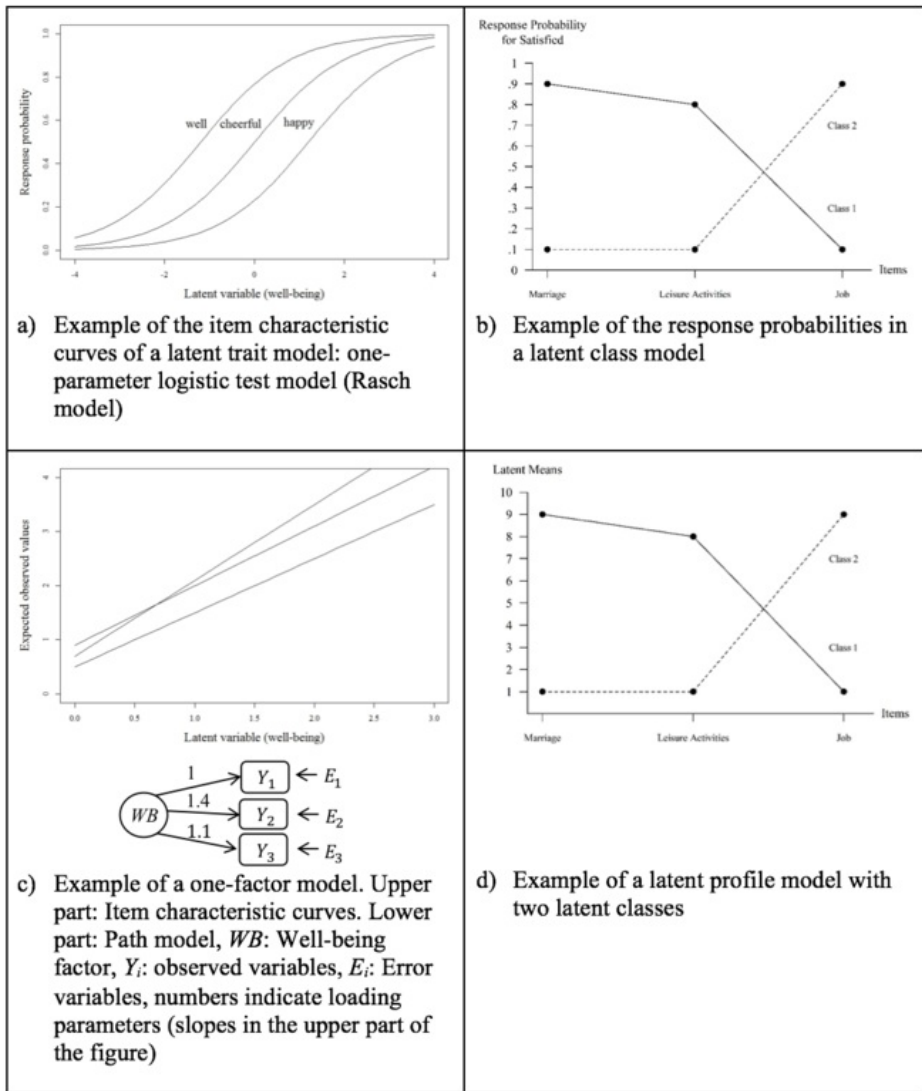 1.0
0.8
0.6
0.4
0.2
0.0
Response probability
well cheerful happy
-4 -2 0 2 4
Latent variable (well-being)
a) Example of the item characteristic
curves of a latent trait model: one-
parameter logistic test model (Rasch
model)
Response Probability
for Satisfied
1
.9
.8
.7
.6
.5
.4
.3
.2
.1
0
Class 2
Class 1
Items
Marriage Leisure Activities Job
b) Example of the response probabilities in
a latent class model
4
3
2
1
0
Expected observed values
0.0 0.5 1.0 1.5 2.0 2.5 3.0
Latent variable (well-being)
WB
1
1.4
1.1
Y1 E1
Y2 E2
Y3 E3
c) Example of a one-factor model. Upper
part: Item characteristic curves. Lower
part: Path model, WB: Well-being
factor, Yi: observed variables, Ei: Error
variables, numbers indicate loading
parameters (slopes in the upper part of
the figure)
Latent Means
10
9
8
7
6
5
4
3
2
1
Class 2
Class 1
Items
Marriage Leisure Activities Job
d) Example of a latent profile model with
two latent classes